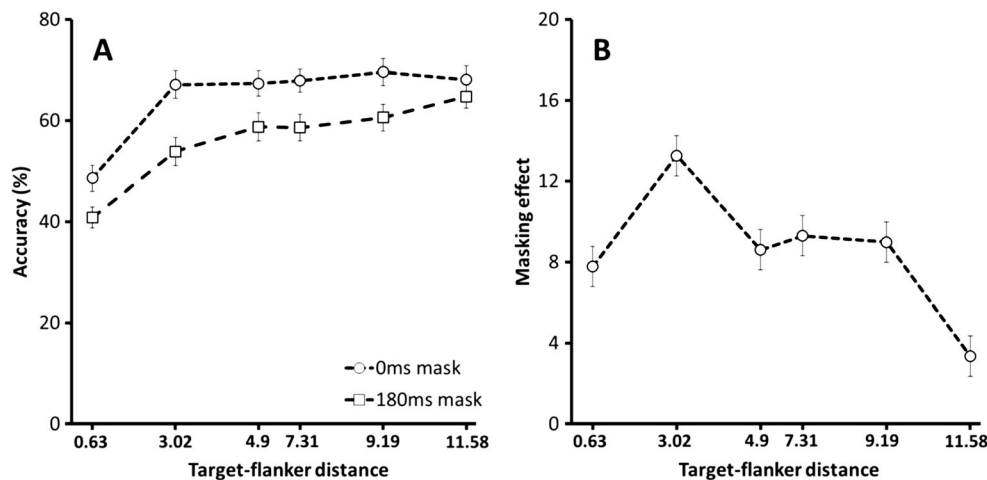 A
80
60
40
20
0
Accuracy (%)
0ms mask
180ms mask
0.63 3.02 4.9 7.31 9.19 11.58
Target-flanker distance
B
20
16
12
8
4
0
Masking effect
0.63 3.02 4.9 7.31 9.19 11.58
Target-flanker distance